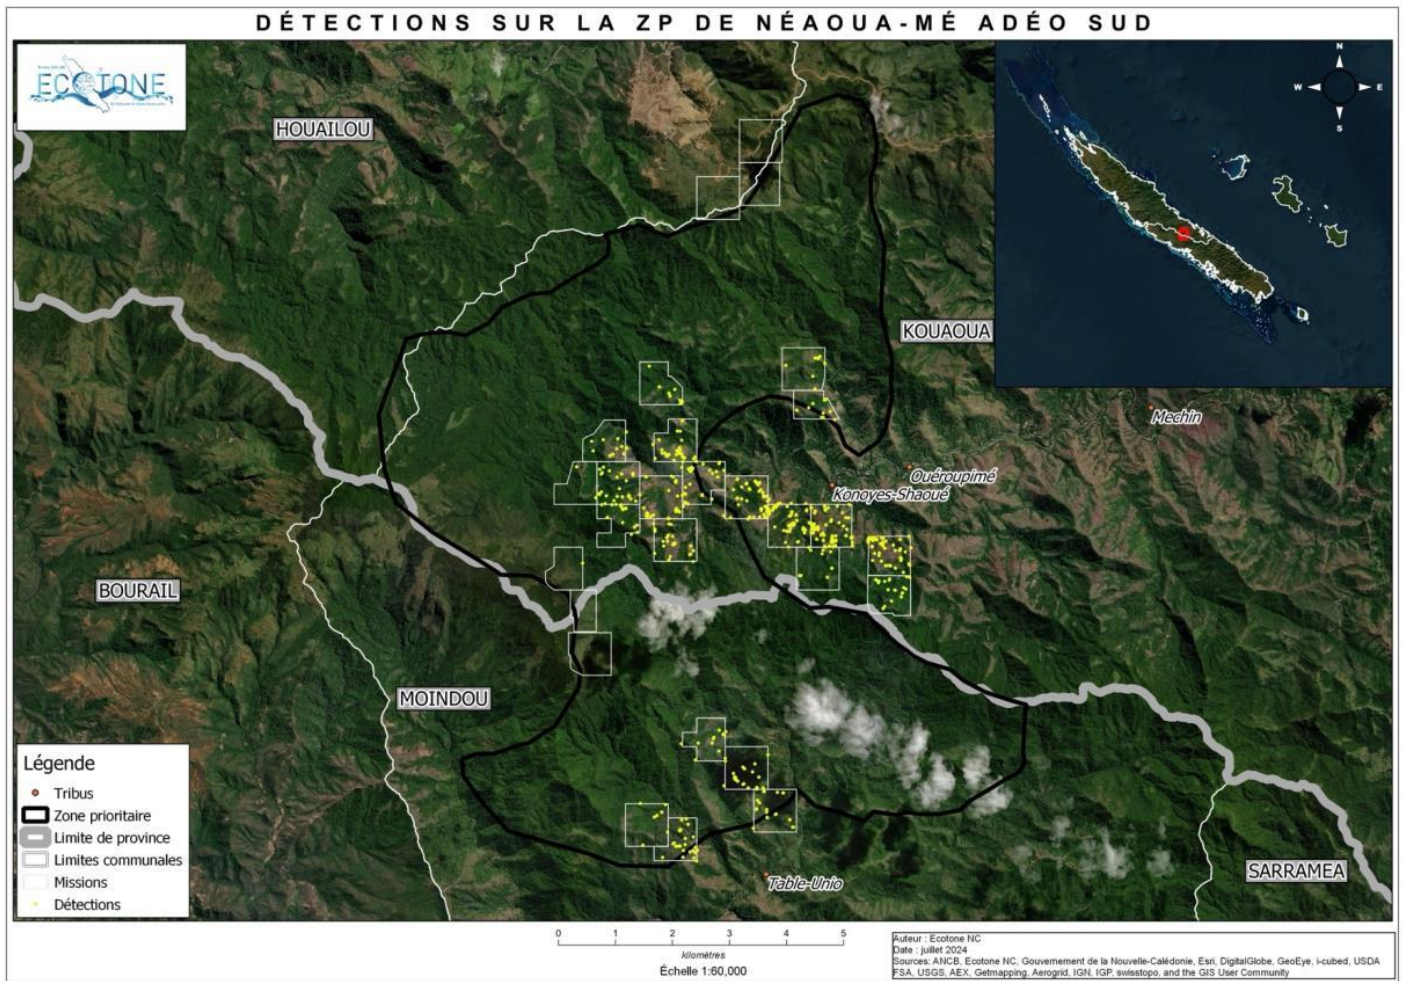 DÉTECTIONS SUR LA ZP DE NÉAOUA-MÉ ADÉO SUD
ECOTONE
HOUAILOU
N
W
E
S
KOUAOUA
Mechin
Ouéroupimé
Konoyes-Shaoué
BOURAIL
MOINDOU
Table-Unio
SARRAMEA
Légende
Tribus
Zone prioritaire
Limite de province
Limites communales
Missions
Détections
0 1 2 3 4 5
kilomètres
Échelle 1:60,000
Auteur : Ecotone NC
Date : juillet 2024
Sources: ANCB, Ecotone NC, Gouvernement de la Nouvelle-Calédonie, Esri, DigitalGlobe, GeoEye, i-cubed, USDA
FSA, USGS, AEX, Getmapping, Aerogrid, IGN, IGP, swisstopo, and the GIS User Community